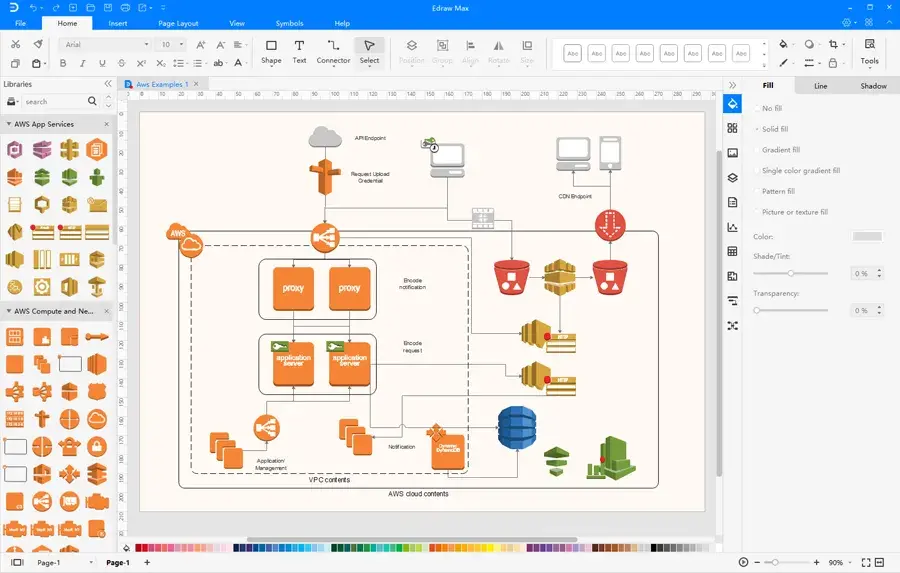 Edraw Max
File
Home
Insert
Page Layout
View
Symbols
Help
Arial
10
Shape
Text
Connector
Select
Position
Group
Align
Rotate
Size
Abc
Abc
Abc
Abc
Abc
Abc
Abc
Abc
Tools
Libraries
search
AWS App Services
AWS Compute and Ne...
Aws Examples 1
API Endpoint
Request Upload
Credential
CDN Endpoint
AWS
proxy
proxy
Encode
notification
application
server
application
server
Encode
request
Application/
Management
Notification
DynamoDB
VPC contents
AWS cloud contents
Fill
Line
Shadow
No fill
Solid fill
Gradient fill
Single color gradient fill
Pattern fill
Picture or texture fill
Color:
Shade/Tint:
0 %
Transparency:
0 %
Page-1
Page-1
90%